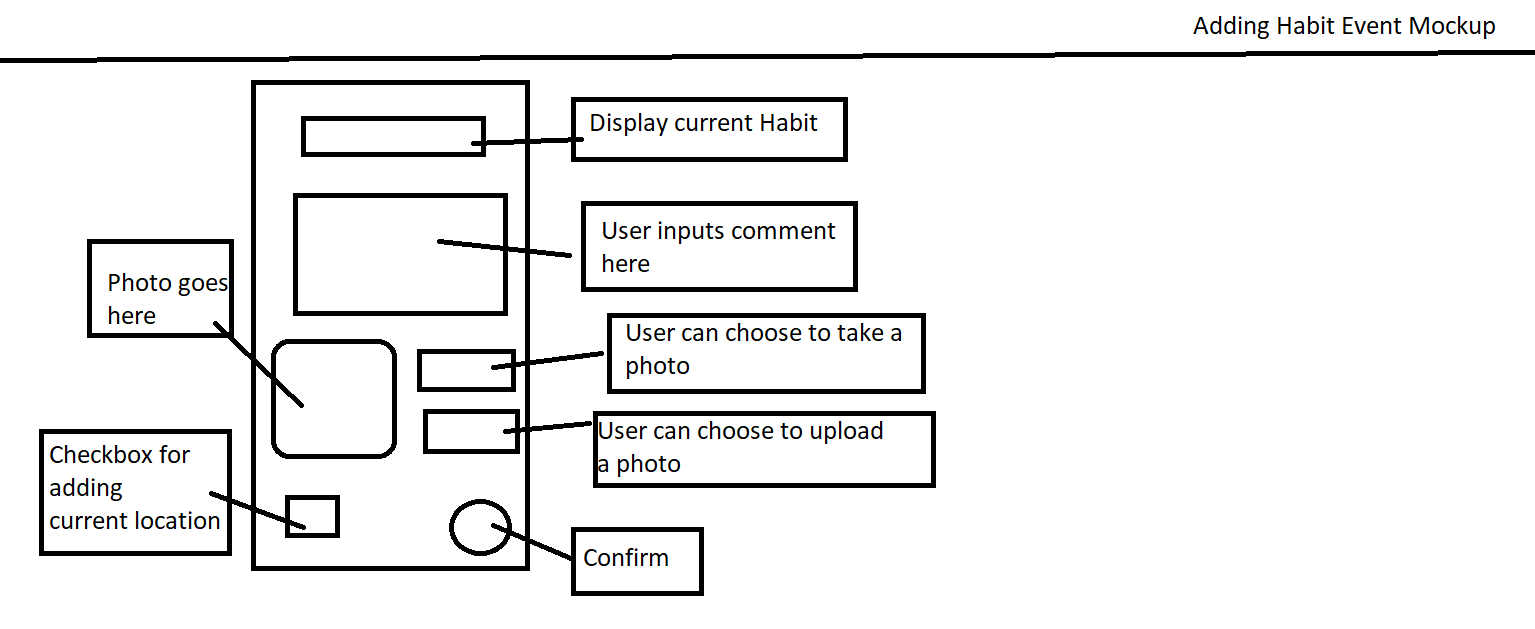 Adding Habit Event Mockup
Display current Habit
User inputs comment
here
Photo goes
here
User can choose to take a
photo
User can choose to upload
a photo
Checkbox for
adding
current location
Confirm